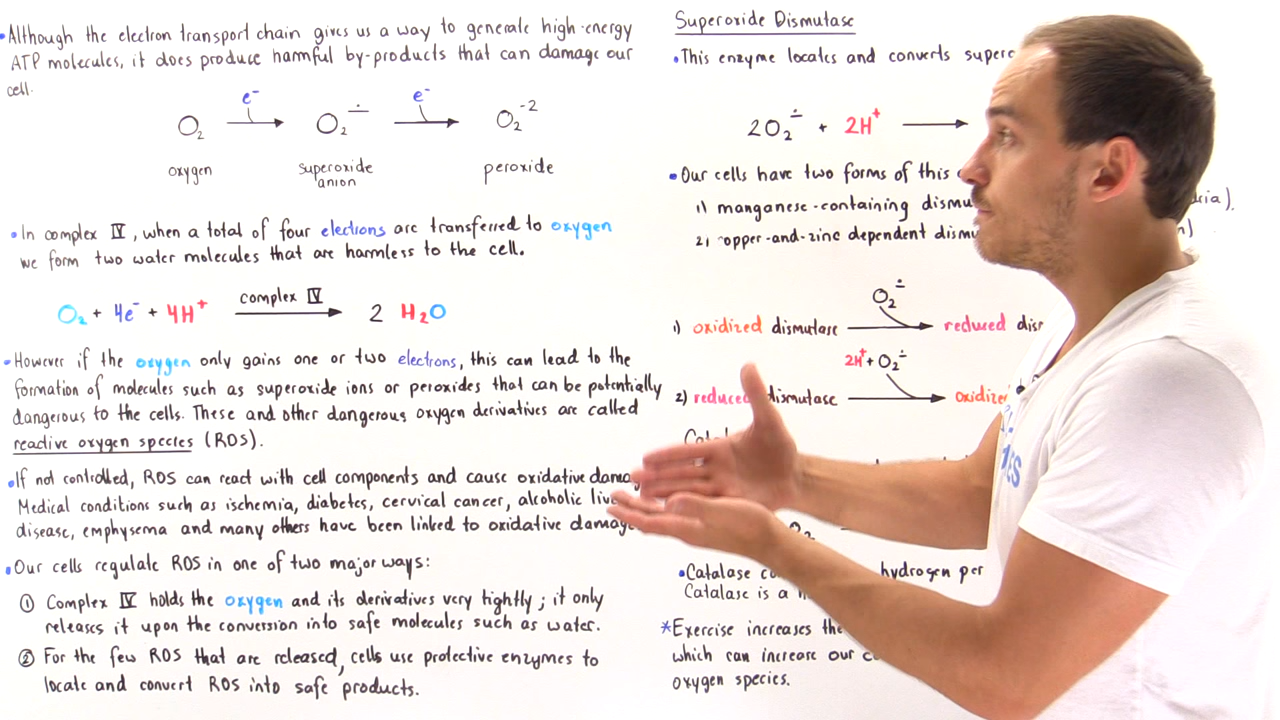 •Although the electron transport chain gives us a way to generate high-energy
ATP molecules, it does produce harmful by-products that can damage our
cell.
e⁻ e⁻
O₂ → O₂∸ → O₂⁻²
oxygen superoxide anion peroxide
•In complex IV, when a total of four electrons are transferred to oxygen
we form two water molecules that are harmless to the cell.
complex IV
O₂ + 4e⁻ + 4H⁺ → 2 H₂O
•However if the oxygen only gains one or two electrons, this can lead to the
formation of molecules such as superoxide ions or peroxides that can be potentially
dangerous to the cells. These and other dangerous oxygen derivatives are called
reactive oxygen species (ROS).
•If not controlled, ROS can react with cell components and cause oxidative
Medical conditions such as ischemia, diabetes, cervical cancer, alcoholic
disease, emphysema and many others have been linked to oxidative damage
•Our cells regulate ROS in one of two major ways:
① Complex IV holds the oxygen and its derivatives very tightly; it only
releases it upon the conversion into safe molecules such as water.
② For the few ROS that are released, cells use protective enzymes to
locate and convert ROS into safe products.
Superoxide Dismutase
•This enzyme locates and converts
2O₂∸ + 2H⁺ →
•Our cells have two forms of this
1) manganese-containing
2) opper-and-zinc dependent
O₂∸
1) oxidized dismutase → reduced
2H⁺ + O₂∸
2) reduced dismutase →
O₂
•Catalase hydrogen per
Catalase is a
*Exercise increases the
which can increase our
oxygen species.